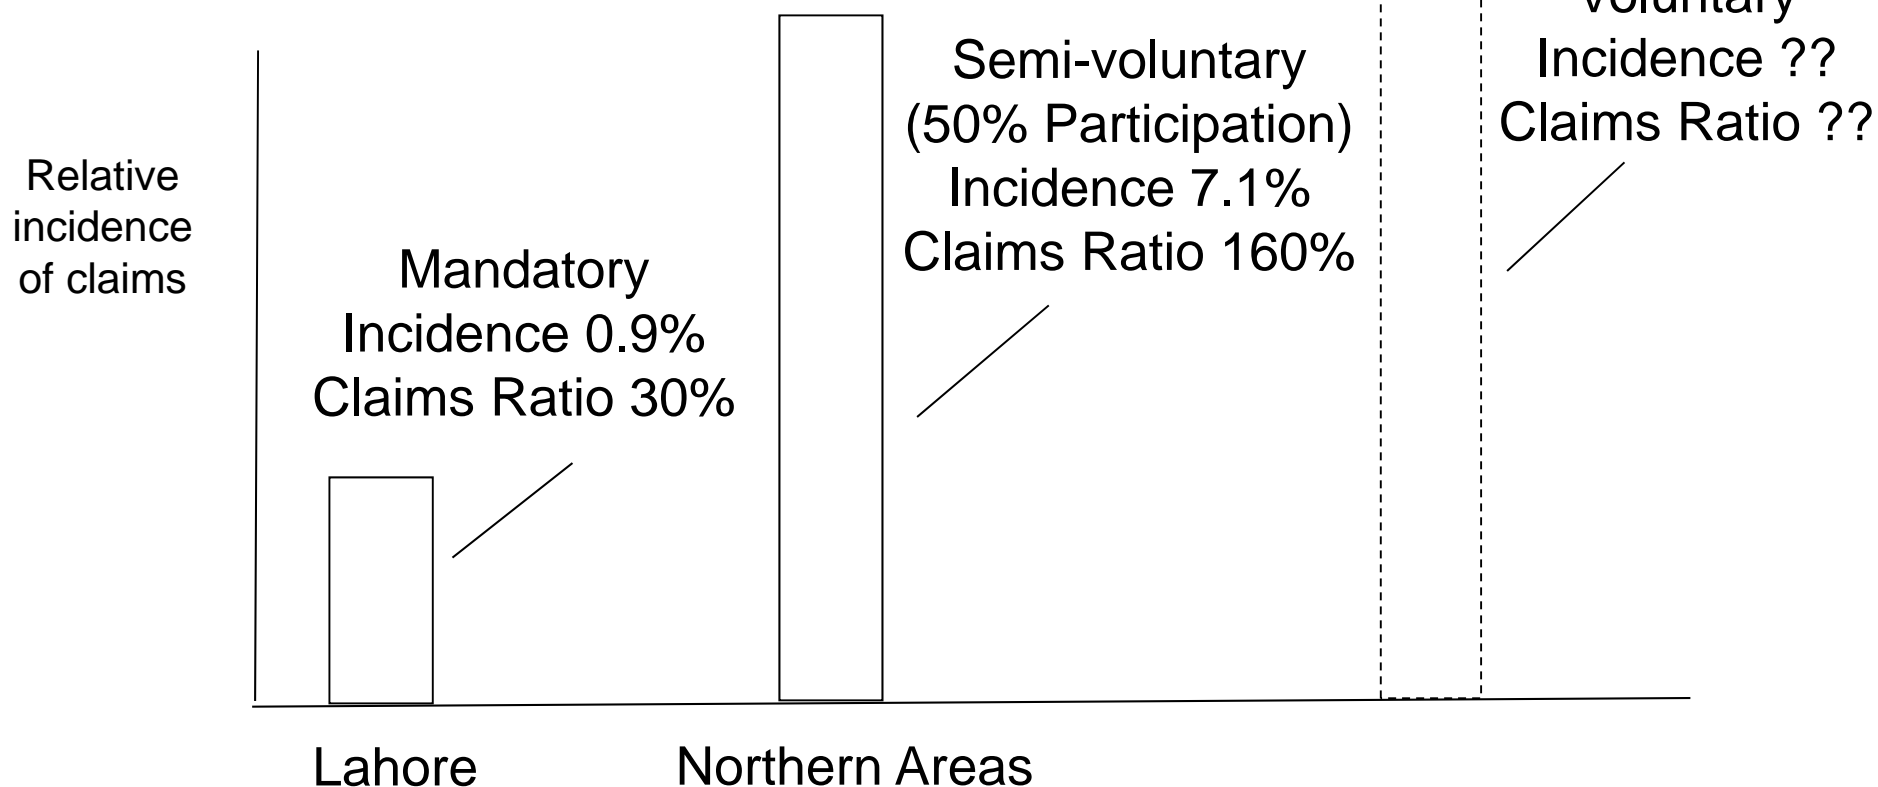 Relative
incidence
of claims
Mandatory
Incidence 0.9%
Claims Ratio 30%
Semi-voluntary
(50% Participation)
Incidence 7.1%
Claims Ratio 160%
voluntary
Incidence ??
Claims Ratio ??
Lahore
Northern Areas